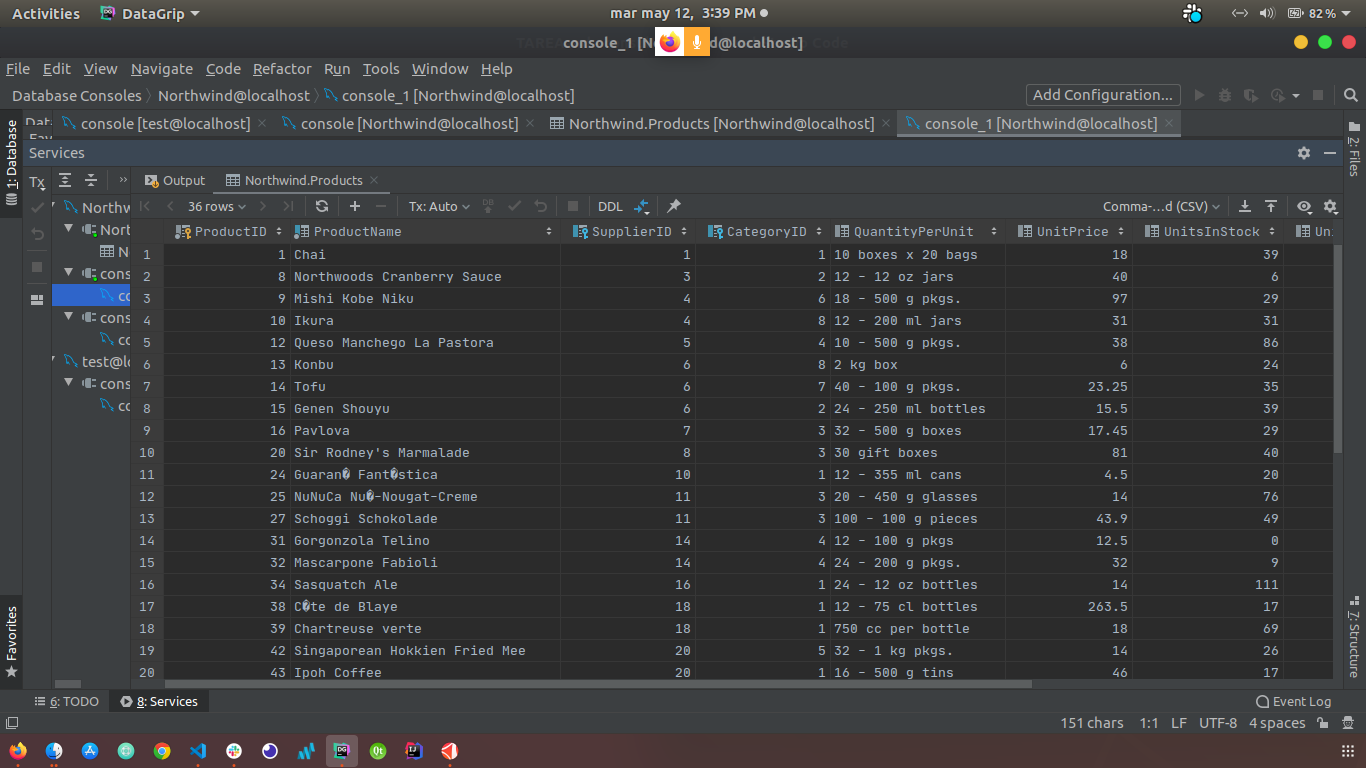 Activities DataGrip mar may 12, 3:39 PM 82 %
console_1 [Northwind@localhost]
File Edit View Navigate Code Refactor Run Tools Window Help
Database Consoles Northwind@localhost console_1 [Northwind@localhost] Add Configuration...
console [test@localhost] console [Northwind@localhost] Northwind.Products [Northwind@localhost] console_1 [Northwind@localhost]
1: Database
2: Files
Services
Tx Output Northwind.Products
36 rows Tx: Auto DB DDL Comma-...d (CSV)
ProductID ProductName SupplierID CategoryID QuantityPerUnit UnitPrice UnitsInStock Un
1 1 Chai 1 1 10 boxes x 20 bags 18 39
2 8 Northwoods Cranberry Sauce 3 2 12 - 12 oz jars 40 6
3 9 Mishi Kobe Niku 4 6 18 - 500 g pkgs. 97 29
4 10 Ikura 4 8 12 - 200 ml jars 31 31
5 12 Queso Manchego La Pastora 5 4 10 - 500 g pkgs. 38 86
6 13 Konbu 6 8 2 kg box 6 24
7 14 Tofu 6 7 40 - 100 g pkgs. 23.25 35
8 15 Genen Shouyu 6 2 24 - 250 ml bottles 15.5 39
9 16 Pavlova 7 3 32 - 500 g boxes 17.45 29
10 20 Sir Rodney's Marmalade 8 3 30 gift boxes 81 40
11 24 Guaran� Fant�stica 10 1 12 - 355 ml cans 4.5 20
12 25 NuNuCa Nu�-Nougat-Creme 11 3 20 - 450 g glasses 14 76
13 27 Schoggi Schokolade 11 3 100 - 100 g pieces 43.9 49
14 31 Gorgonzola Telino 14 4 12 - 100 g pkgs 12.5 0
15 32 Mascarpone Fabioli 14 4 24 - 200 g pkgs. 32 9
16 34 Sasquatch Ale 16 1 24 - 12 oz bottles 14 111
17 38 C�te de Blaye 18 1 12 - 75 cl bottles 263.5 17
18 39 Chartreuse verte 18 1 750 cc per bottle 18 69
19 42 Singaporean Hokkien Fried Mee 20 5 32 - 1 kg pkgs. 14 26
20 43 Ipoh Coffee 20 1 16 - 500 g tins 46 17
Northw
Nort
N
cons
co
cons
co
test@lo
cons
co
Favorites
7: Structure
6: TODO 8: Services Event Log
151 chars 1:1 LF UTF-8 4 spaces